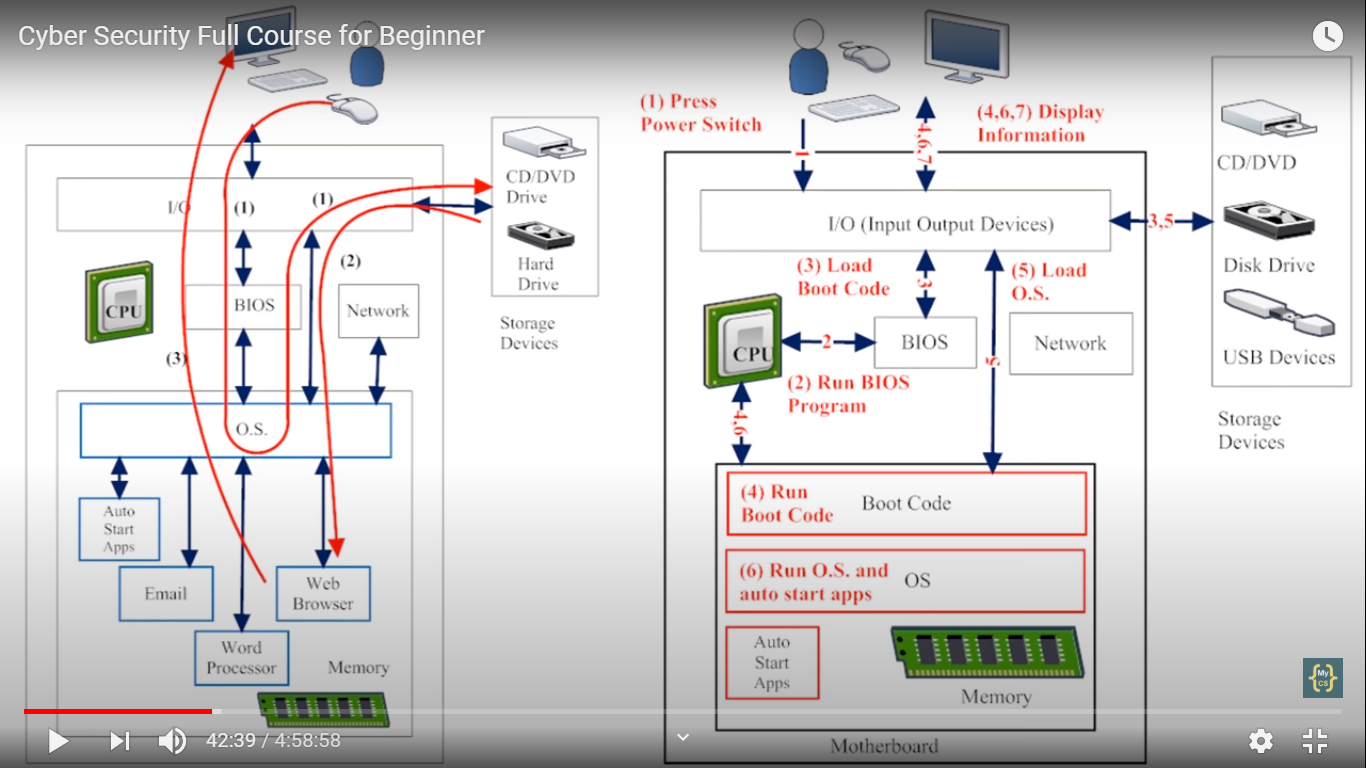 Cyber Security Full Course for Beginner
I/O
(1)
(1)
(2)
CPU
BIOS
Network
(3)
O.S.
Auto
Start
Apps
Email
Word
Processor
Web
Browser
Memory
CD/DVD
Drive
Hard
Drive
Storage
Devices
(1) Press
Power Switch
1
4,6,7
(4,6,7) Display
Information
I/O (Input Output Devices)
3,5
(3) Load
Boot Code
3
(5) Load
O.S.
CPU
2
BIOS
Network
(2) Run BIOS
Program
5
4,6
(4) Run
Boot Code
Boot Code
(6) Run O.S. and
auto start apps
OS
Auto
Start
Apps
Memory
Motherboard
CD/DVD
Disk Drive
USB Devices
Storage
Devices
My
CS
42:39 / 4:58:58